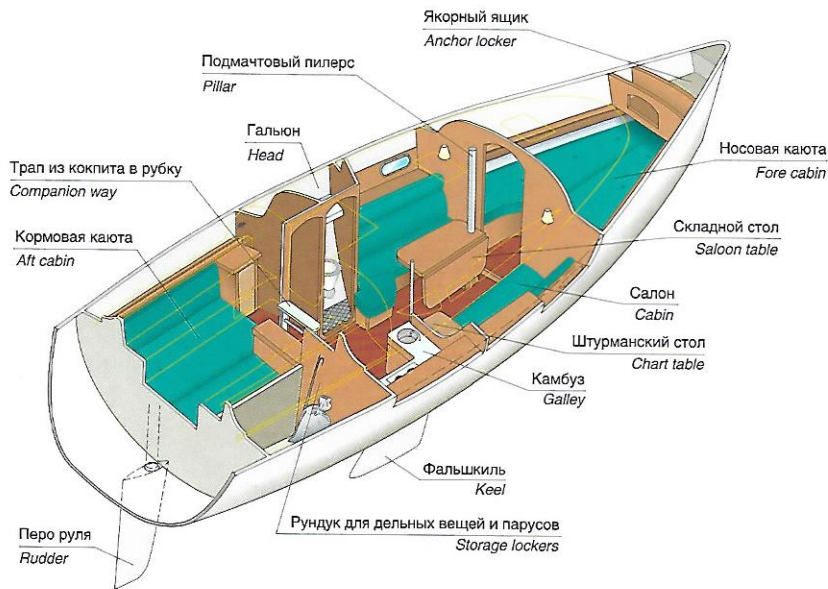 Якорный ящик
Anchor locker
Подмачтовый пилерс
Pillar
Гальюн
Head
Трап из кокпита в рубку
Companion way
Кормовая каюта
Aft cabin
Носовая каюта
Fore cabin
Складной стол
Saloon table
Салон
Cabin
Штурманский стол
Chart table
Камбуз
Galley
Фальшкиль
Keel
Рундук для дельных вещей и парусов
Storage lockers
Перо руля
Rudder